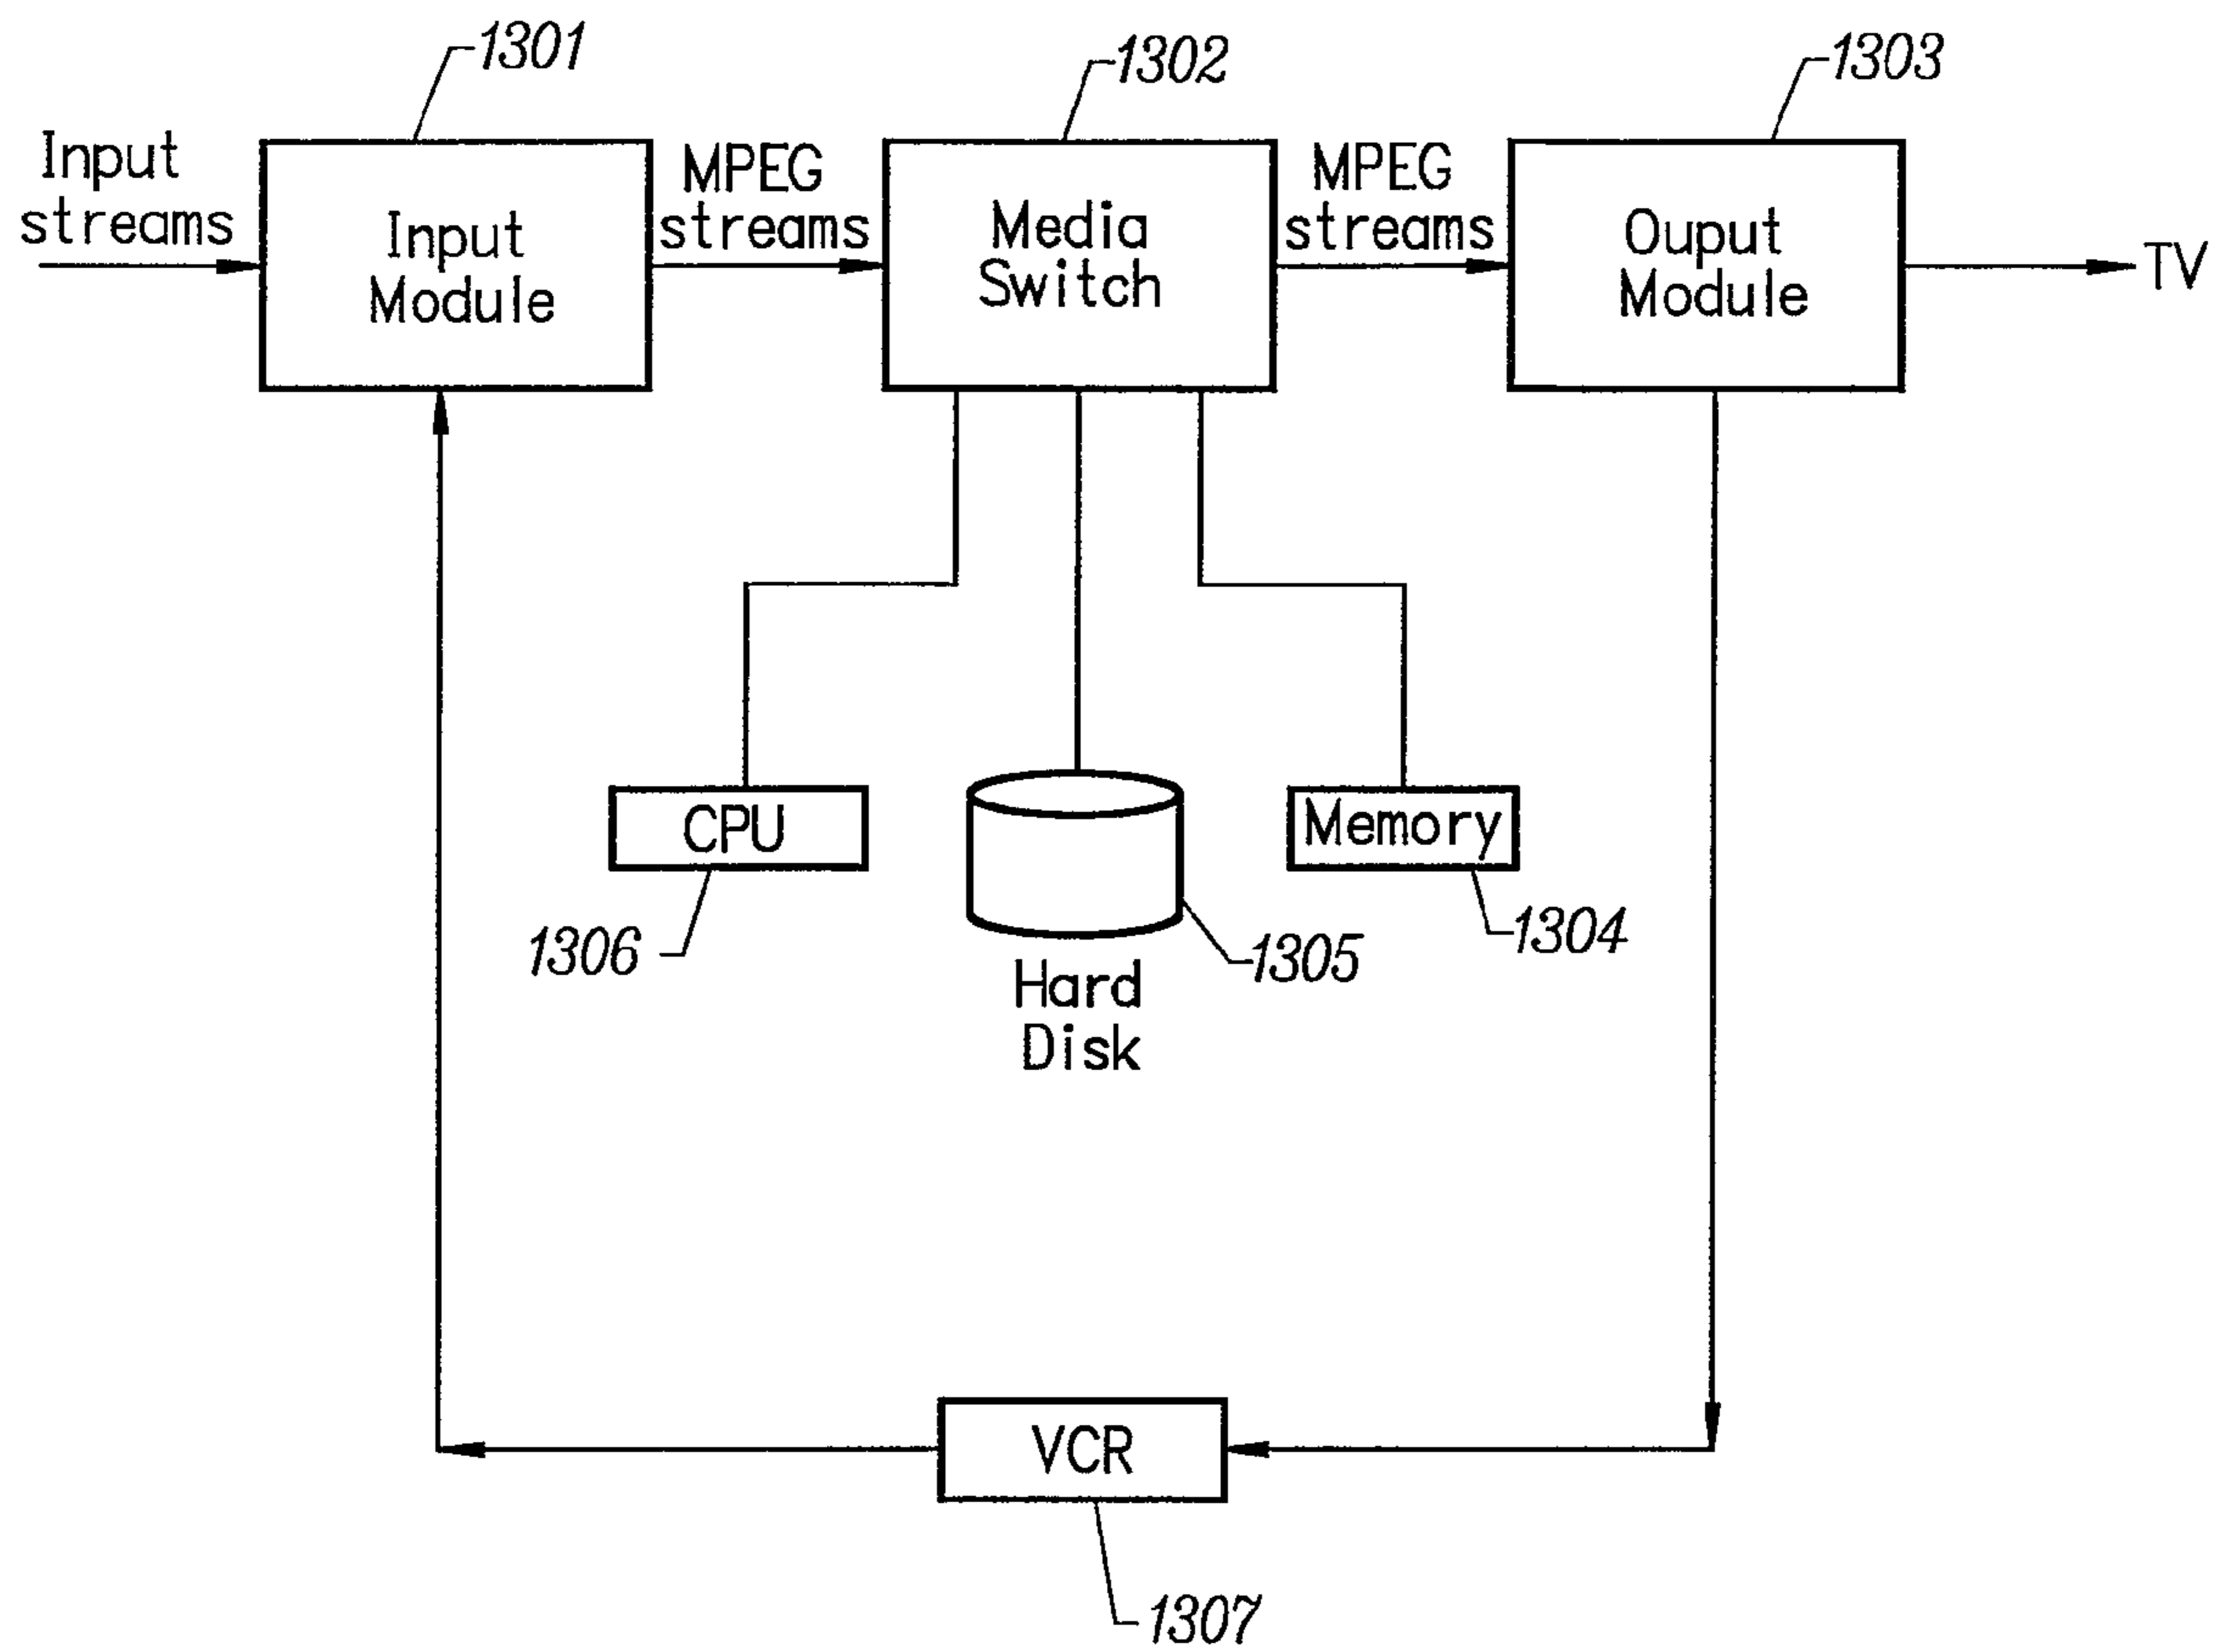 1301
1302
1303
Input
streams
Input
Module
MPEG
streams
Media
Switch
MPEG
streams
Ouput
Module
TV
CPU
Memory
1306
1305
1304
Hard
Disk
VCR
1307